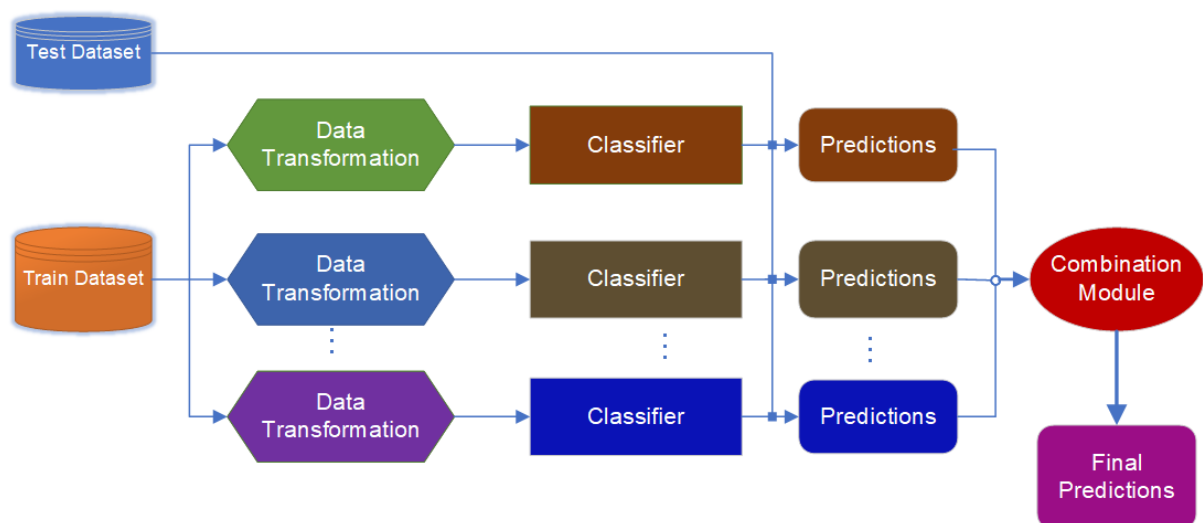 Test Dataset
Data
Transformation
Classifier
Predictions
Train Dataset
Data
Transformation
Classifier
Predictions
Combination
Module
Data
Transformation
Classifier
Predictions
Final
Predictions